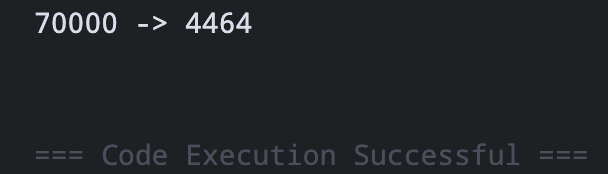 70000 -> 4464
=== Code Execution Successful ===